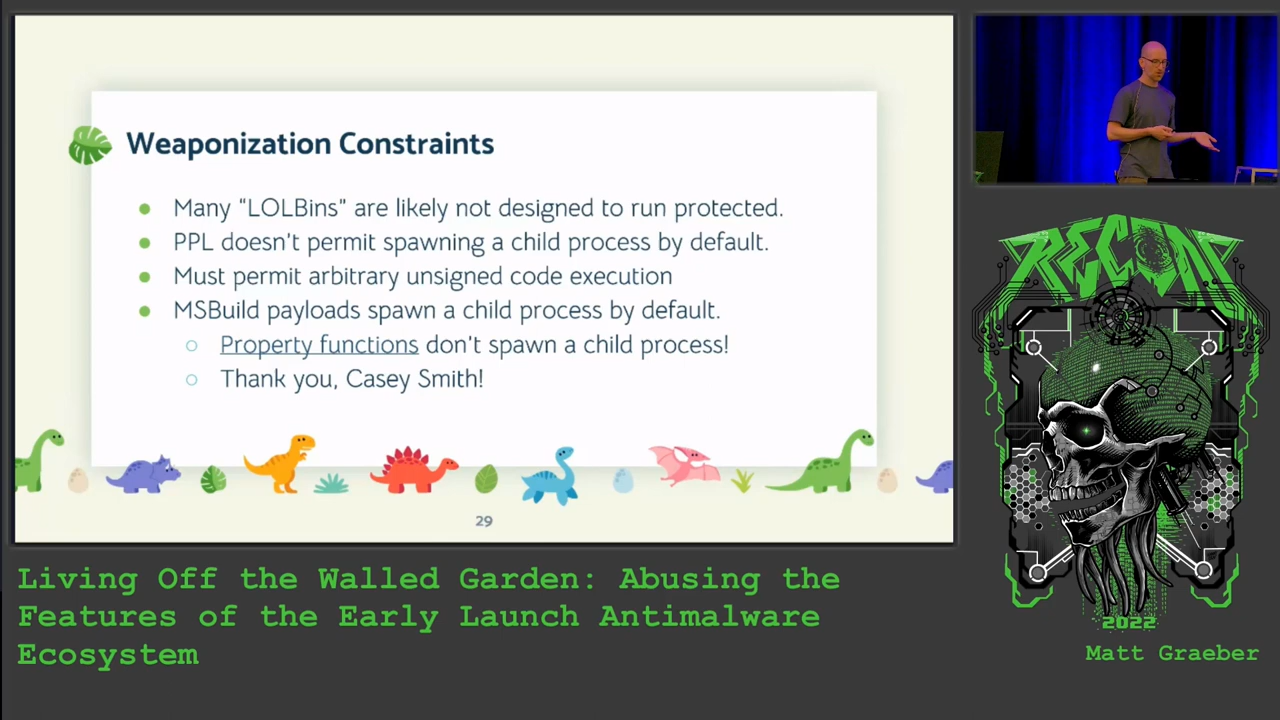 Weaponization Constraints
Many “LOLBins” are likely not designed to run protected.
PPL doesn't permit spawning a child process by default.
Must permit arbitrary unsigned code execution
MSBuild payloads spawn a child process by default.
Property functions don't spawn a child process!
Thank you, Casey Smith!
29
RECON
2022
Living Off the Walled Garden: Abusing the
Features of the Early Launch Antimalware
Ecosystem
Matt Graeber